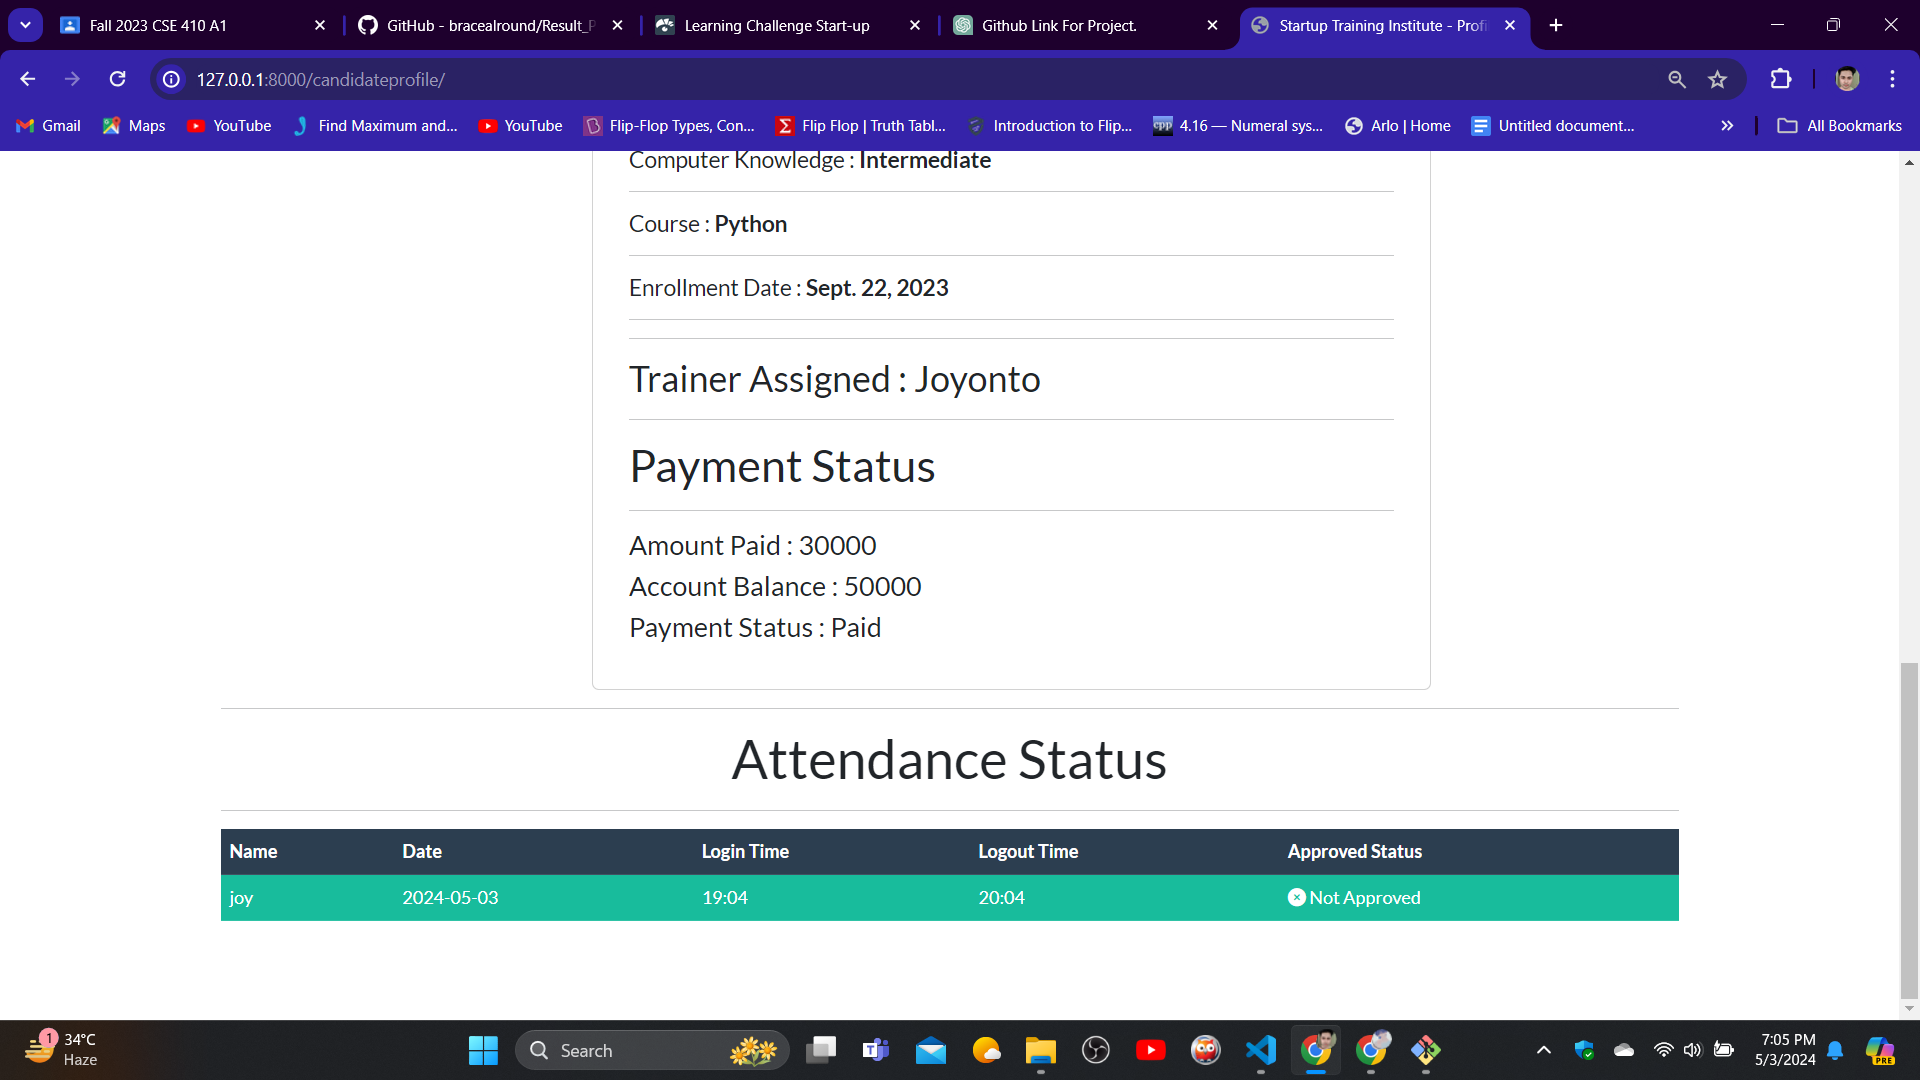 Fall 2023 CSE 410 A1
GitHub - bracealround/Result_P
Learning Challenge Start-up
Github Link For Project.
Startup Training Institute - Profi
127.0.0.1:8000/candidateprofile/
Gmail
Maps
YouTube
Find Maximum and...
YouTube
Flip-Flop Types, Con...
Flip Flop | Truth Tabl...
cpp
4.16 — Numeral sys...
Introduction to Flip...
Arlo | Home
Untitled document...
All Bookmarks
Computer Knowledge : Intermediate
Course : Python
Enrollment Date : Sept. 22, 2023
Trainer Assigned : Joyonto
Payment Status
Amount Paid : 30000
Account Balance : 50000
Payment Status : Paid
Attendance Status
Name Date Login Time Logout Time Approved Status
joy 2024-05-03 19:04 20:04 Not Approved
1
34°C
Haze
Search
7:05 PM
5/3/2024
PRE